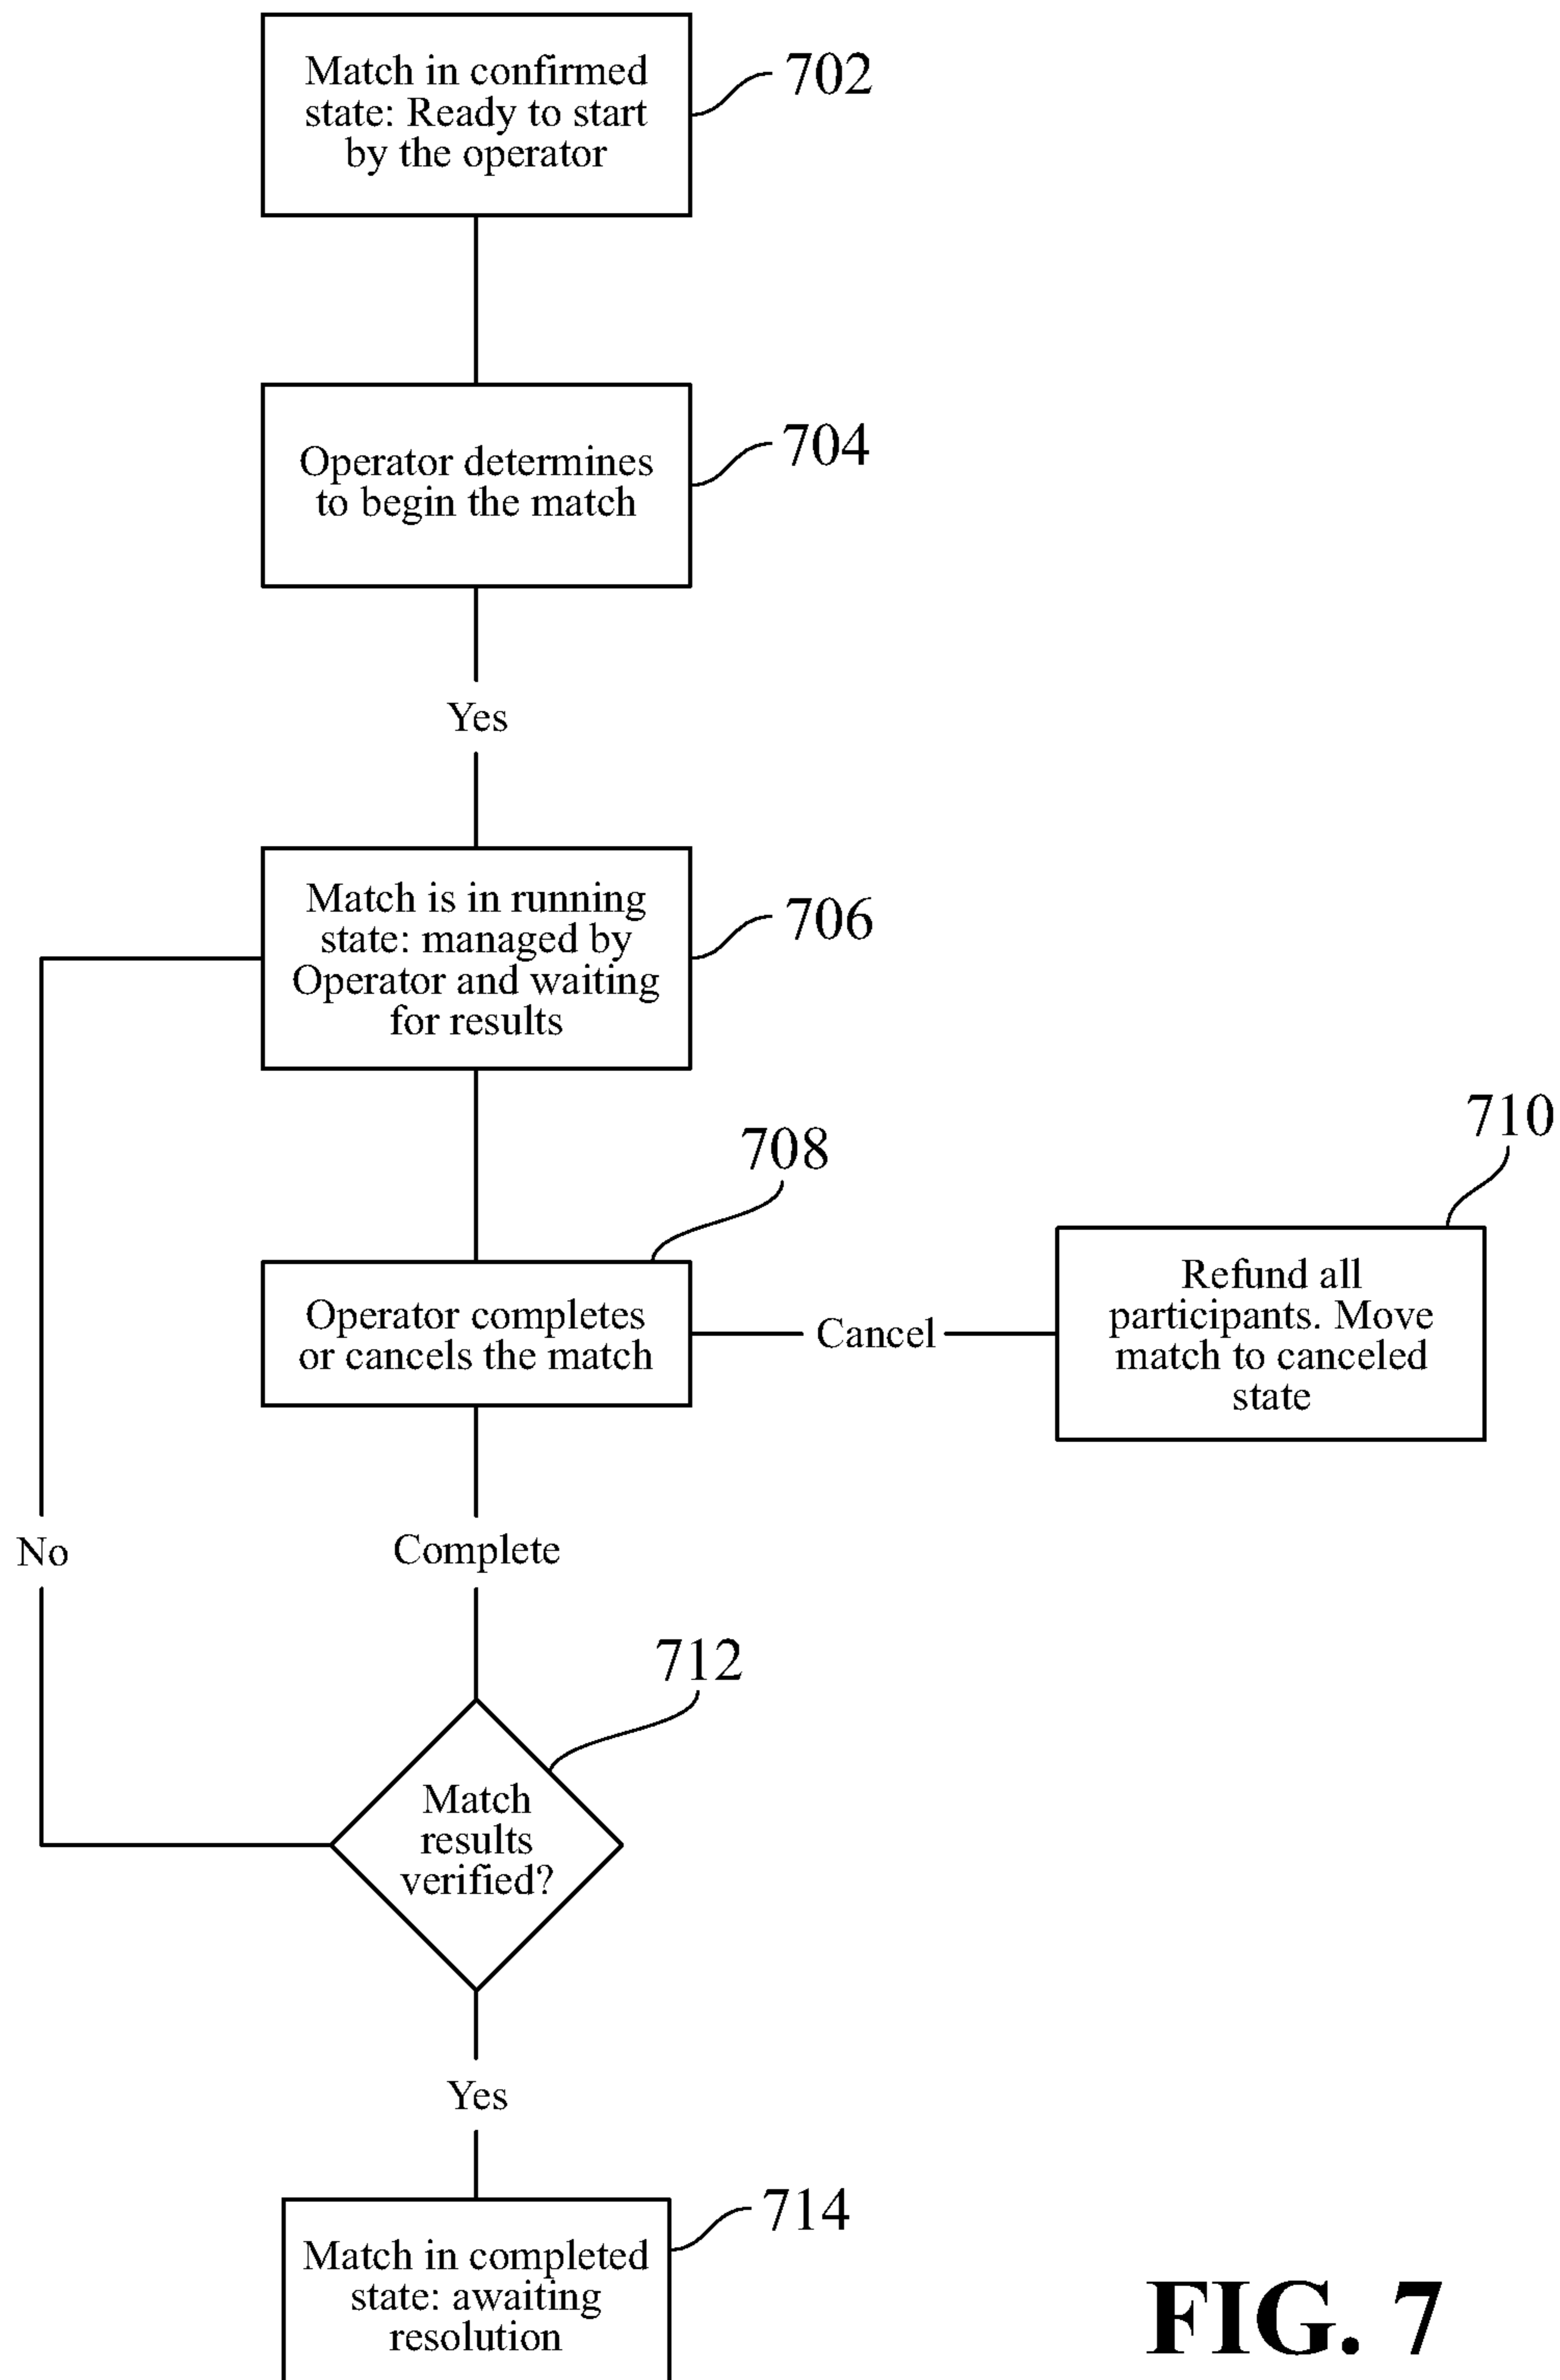 Match in confirmed
state: Ready to start
by the operator
702
Operator determines
to begin the match
704
Yes
Match is in running
state: managed by
Operator and waiting
for results
706
708
710
Operator completes
or cancels the match
Cancel
Refund all
participants. Move
match to canceled
state
No
Complete
712
Match
results
verified?
Yes
714
Match in completed
state: awaiting
resolution
FIG. 7